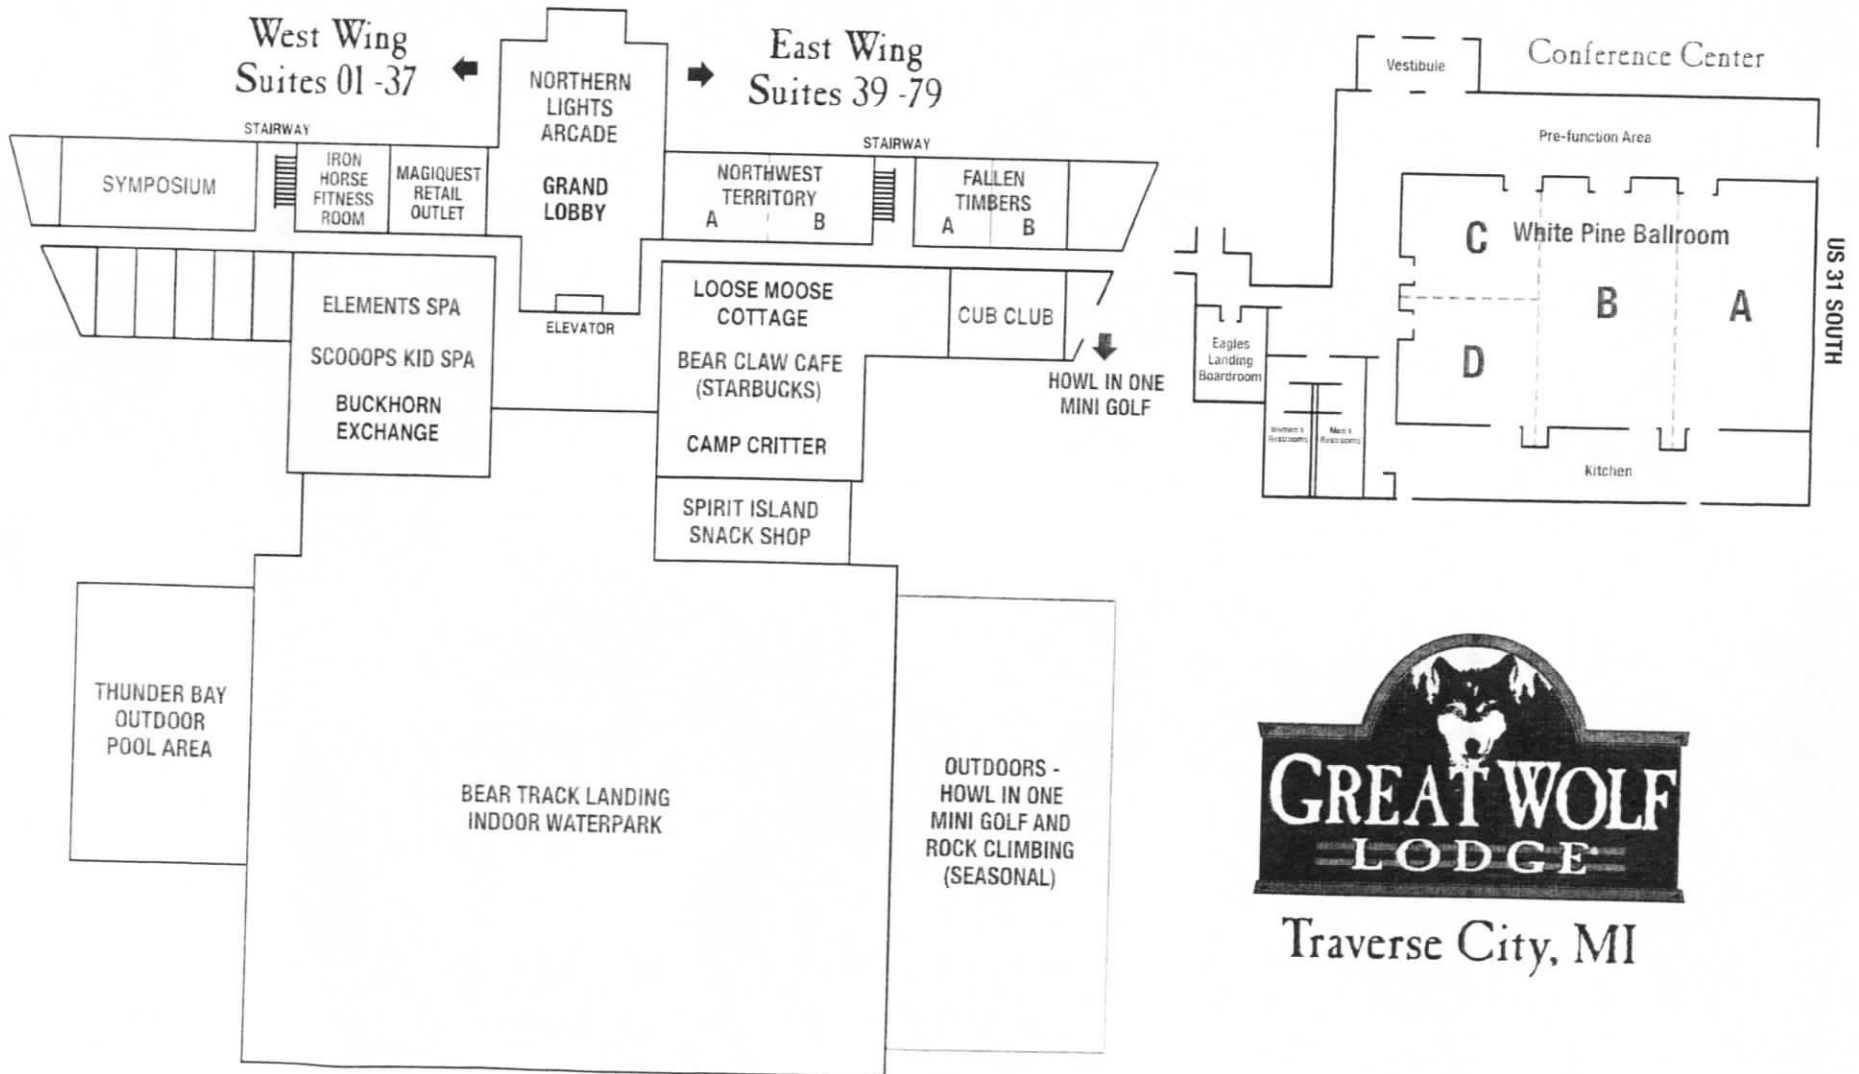 West Wing
Suites 01 -37
East Wing
Suites 39 -79
Conference Center
Vestibule
Pre-function Area
NORTHERN
LIGHTS
ARCADE
GRAND
LOBBY
STAIRWAY
STAIRWAY
SYMPOSIUM
IRON
HORSE
FITNESS
ROOM
MAGIQUEST
RETAIL
OUTLET
NORTHWEST
TERRITORY
A B
FALLEN
TIMBERS
A B
C White Pine Ballroom
B
A
D
US 31 SOUTH
ELEMENTS SPA
SCOOOPS KID SPA
BUCKHORN
EXCHANGE
ELEVATOR
LOOSE MOOSE
COTTAGE
BEAR CLAW CAFE
(STARBUCKS)
CAMP CRITTER
CUB CLUB
HOWL IN ONE
MINI GOLF
Eagles
Landing
Boardroom
Women's
Restrooms
Men's
Restrooms
Kitchen
SPIRIT ISLAND
SNACK SHOP
THUNDER BAY
OUTDOOR
POOL AREA
BEAR TRACK LANDING
INDOOR WATERPARK
OUTDOORS -
HOWL IN ONE
MINI GOLF AND
ROCK CLIMBING
(SEASONAL)
GREAT WOLF
LODGE
Traverse City, MI